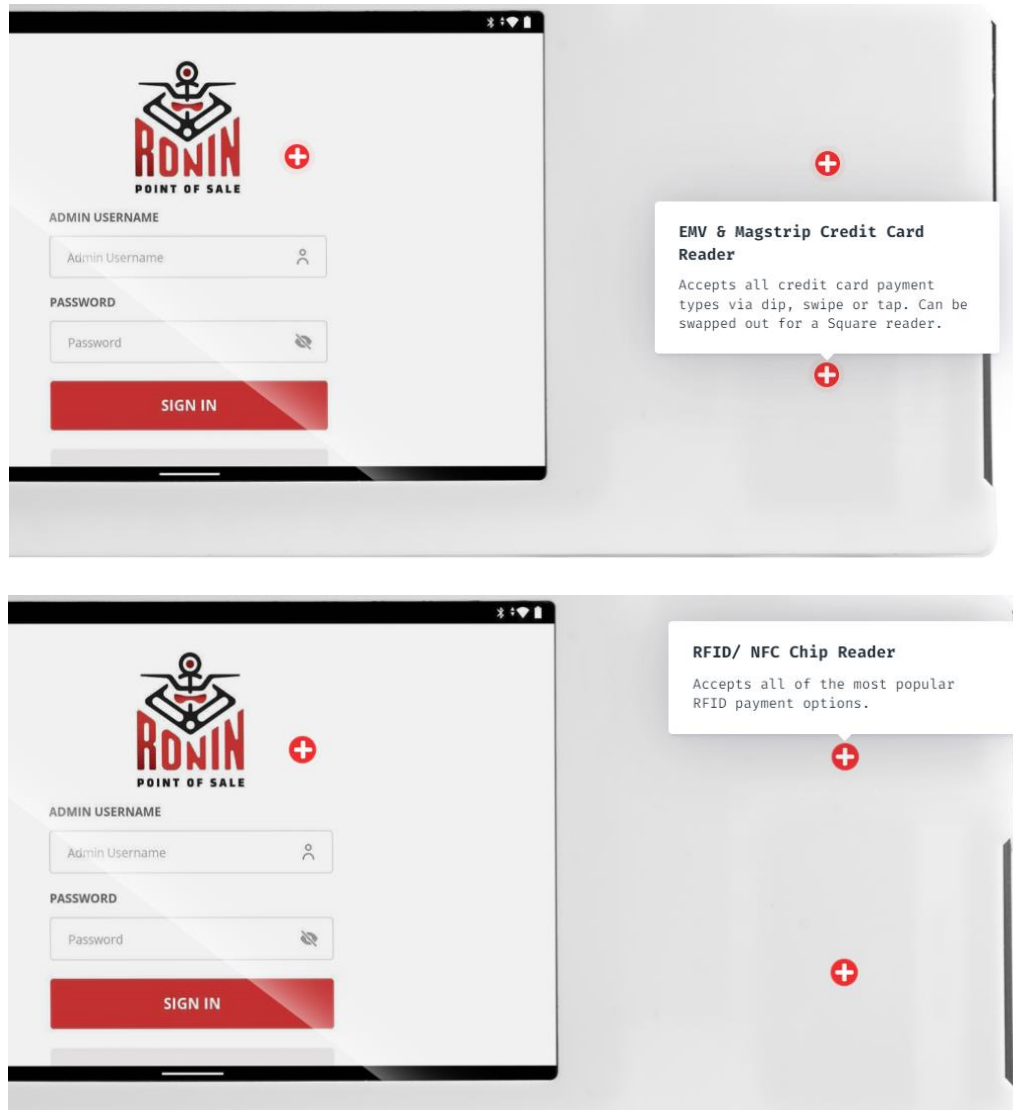 RONIN
POINT OF SALE
ADMIN USERNAME
Admin Username
PASSWORD
Password
SIGN IN
EMV & Magstrip Credit Card
Reader
Accepts all credit card payment
types via dip, swipe or tap. Can be
swapped out for a Square reader.
RONIN
POINT OF SALE
ADMIN USERNAME
Admin Username
PASSWORD
Password
SIGN IN
RFID/ NFC Chip Reader
Accepts all of the most popular
RFID payment options.